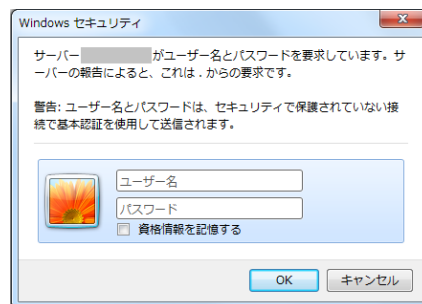 Windows セキュリティ
サーバー がユーザー名とパスワードを要求しています。サ
ーバーの報告によると、これは . からの要求です。
警告: ユーザー名とパスワードは、セキュリティで保護されていない接
続で基本認証を使用して送信されます。
ユーザー名
パスワード
資格情報を記憶する
OK キャンセル